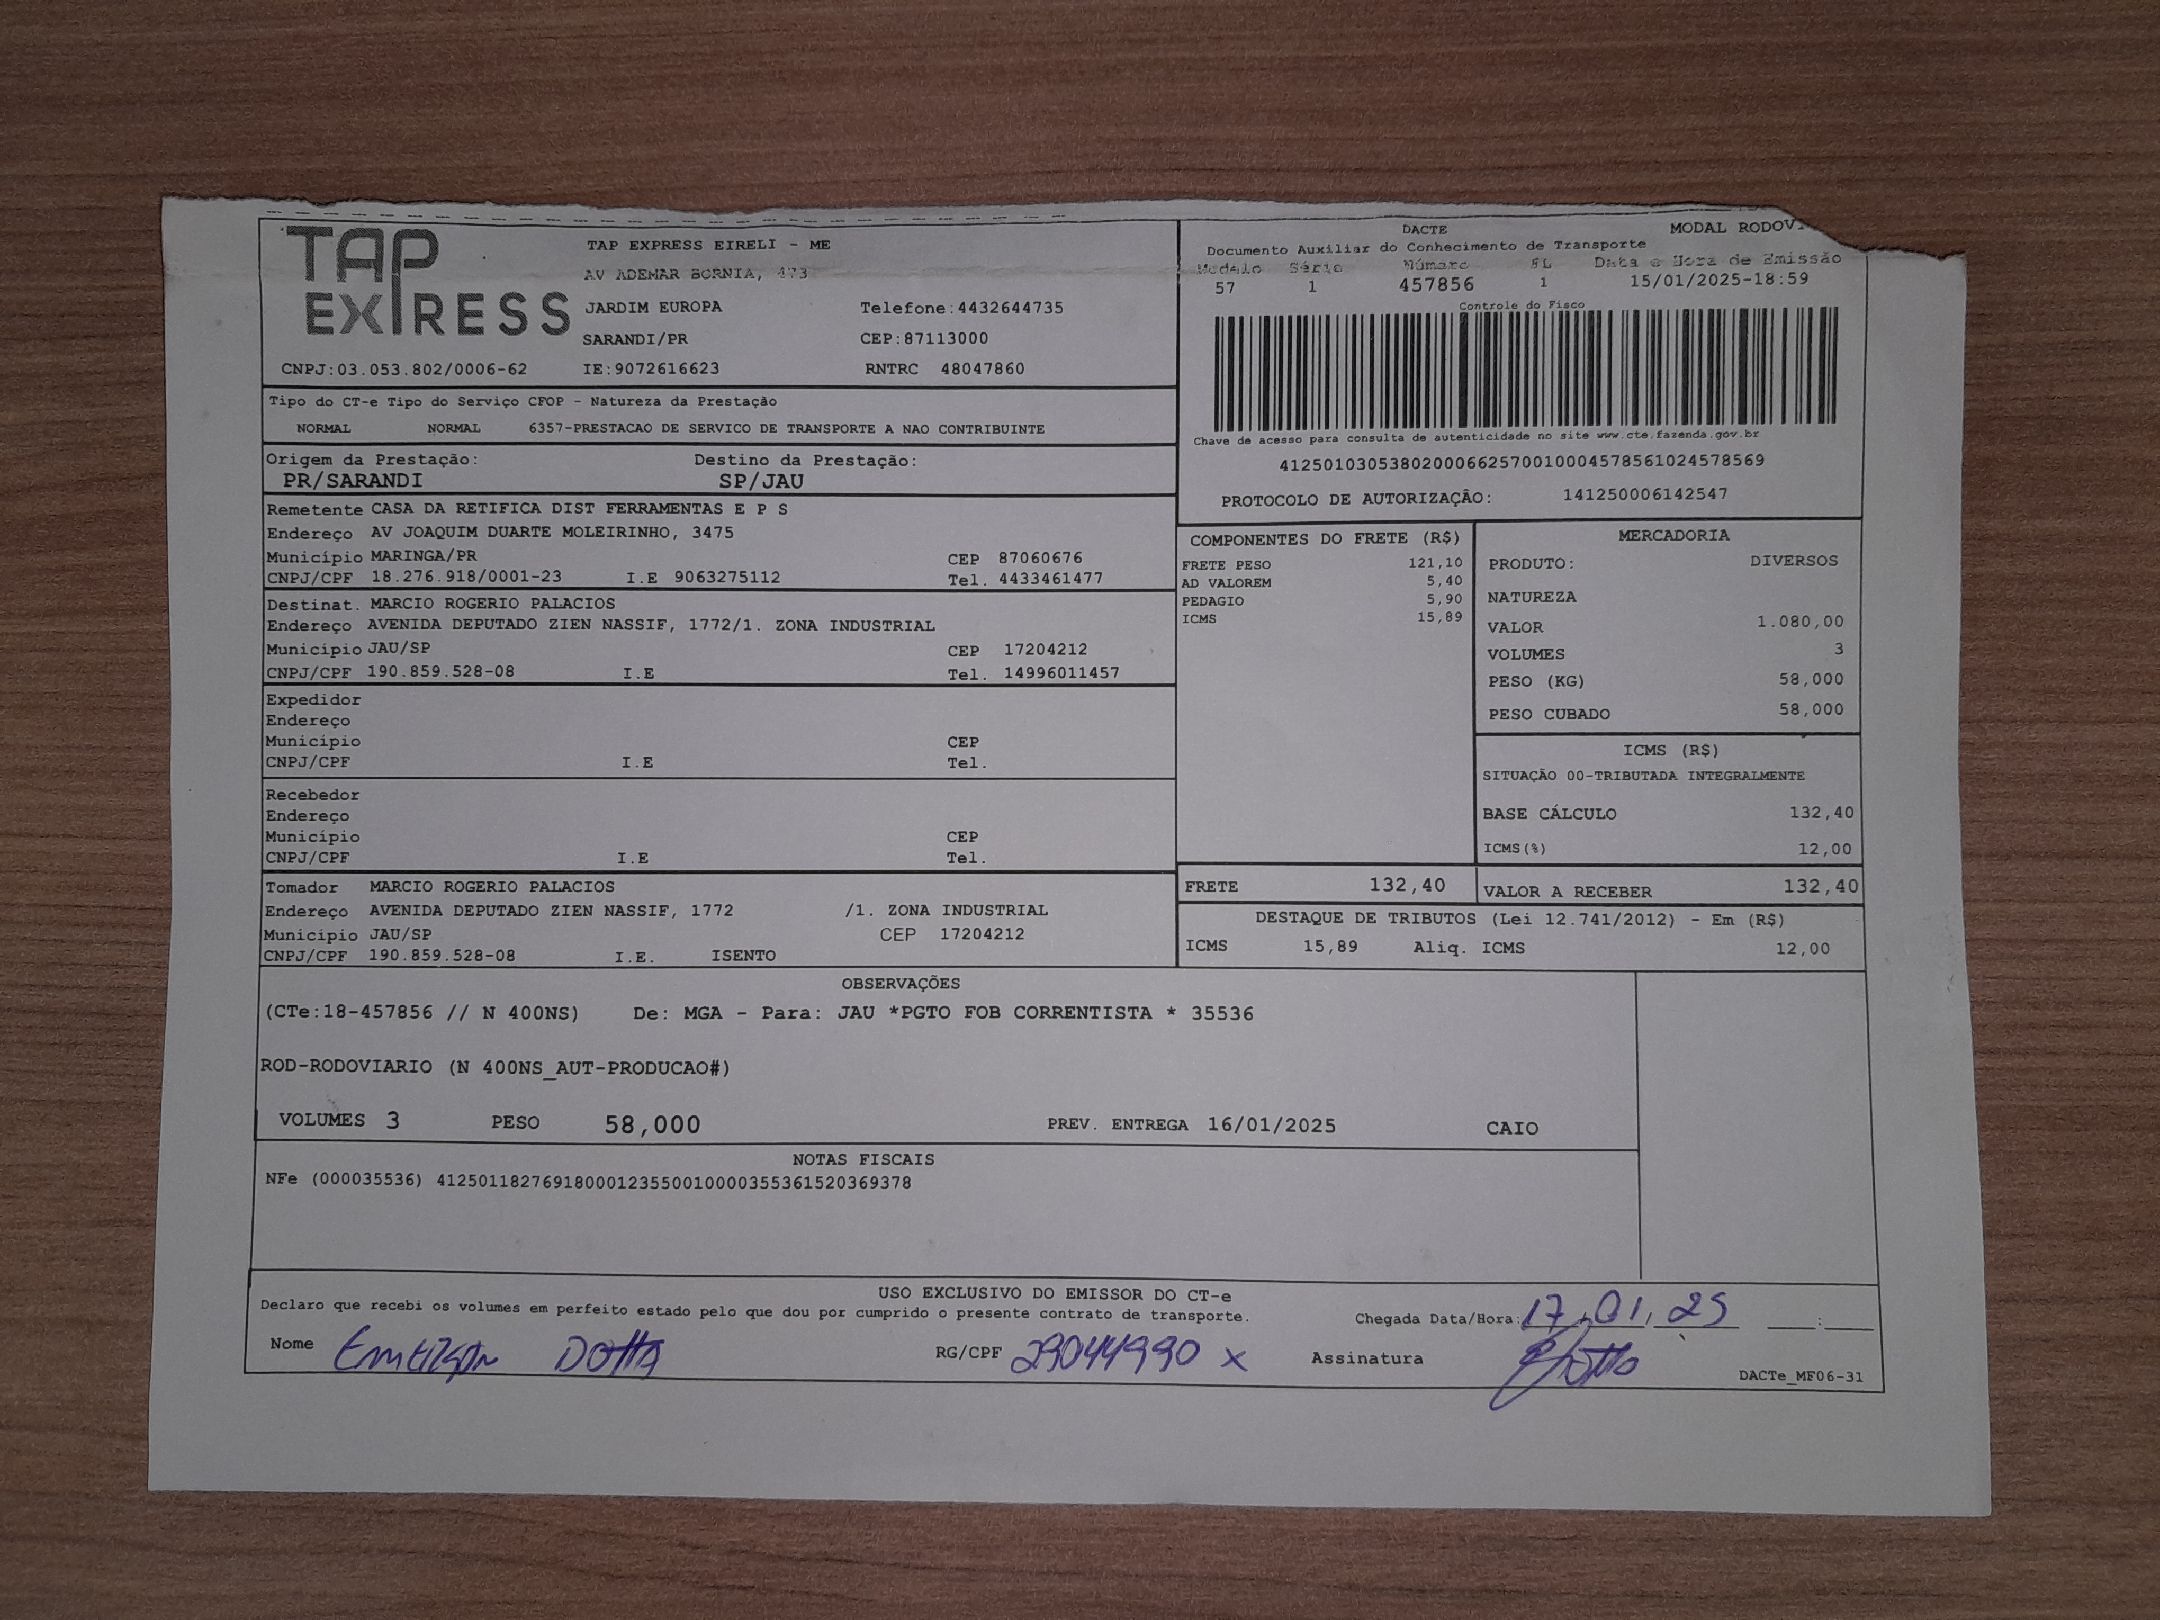 TAP
EXPRESS
TAP EXPRESS EIRELI - ME
AV ADEMAR BORNIA, 473
JARDIM EUROPA Telefone:4432644735
SARANDI/PR CEP:87113000
CNPJ:03.053.802/0006-62 IE:9072616623 RNTRC 48047860
DACTE MODAL RODOV
Documento Auxiliar do Conhecimento de Transporte
Modelo Série Número FL Data e Hora de Emissão
57 1 457856 1 15/01/2025-18:59
Controle do Fisco
Chave de acesso para consulta de autenticidade no site www.cte.fazenda.gov.br
41250103053802000662570010004578561024578569
PROTOCOLO DE AUTORIZAÇÃO: 141250006142547
Tipo do CT-e Tipo do Serviço CFOP - Natureza da Prestação
NORMAL NORMAL 6357-PRESTACAO DE SERVICO DE TRANSPORTE A NAO CONTRIBUINTE
Origem da Prestação: Destino da Prestação:
PR/SARANDI SP/JAU
Remetente CASA DA RETIFICA DIST FERRAMENTAS E P S
Endereço AV JOAQUIM DUARTE MOLEIRINHO, 3475
Município MARINGA/PR CEP 87060676
CNPJ/CPF 18.276.918/0001-23 I.E 9063275112 Tel. 4433461477
Destinat. MARCIO ROGERIO PALACIOS
Endereço AVENIDA DEPUTADO ZIEN NASSIF, 1772/1. ZONA INDUSTRIAL
Município JAU/SP CEP 17204212
CNPJ/CPF 190.859.528-08 I.E Tel. 14996011457
Expedidor
Endereço
Município CEP
CNPJ/CPF I.E Tel.
Recebedor
Endereço
Município CEP
CNPJ/CPF I.E Tel.
Tomador MARCIO ROGERIO PALACIOS
Endereço AVENIDA DEPUTADO ZIEN NASSIF, 1772 /1. ZONA INDUSTRIAL
Município JAU/SP CEP 17204212
CNPJ/CPF 190.859.528-08 I.E. ISENTO
COMPONENTES DO FRETE (R$)
FRETE PESO 121,10
AD VALOREM 5,40
PEDAGIO 5,90
ICMS 15,89
MERCADORIA
PRODUTO: DIVERSOS
NATUREZA
VALOR 1.080,00
VOLUMES 3
PESO (KG) 58,000
PESO CUBADO 58,000
ICMS (R$)
SITUAÇÃO 00-TRIBUTADA INTEGRALMENTE
BASE CÁLCULO 132,40
ICMS(%) 12,00
FRETE 132,40 VALOR A RECEBER 132,40
DESTAQUE DE TRIBUTOS (Lei 12.741/2012) - Em (R$)
ICMS 15,89 Aliq. ICMS 12,00
OBSERVAÇÕES
(CTe:18-457856 // N 400NS) De: MGA - Para: JAU *PGTO FOB CORRENTISTA * 35536
ROD-RODOVIARIO (N 400NS_AUT-PRODUCAO#)
VOLUMES 3 PESO 58,000 PREV. ENTREGA 16/01/2025 CAIO
NOTAS FISCAIS
NFe (000035536) 41250118276918000123550010000355361520369378
USO EXCLUSIVO DO EMISSOR DO CT-e
Declaro que recebi os volumes em perfeito estado pelo que dou por cumprido o presente contrato de transporte. Chegada Data/Hora: 17.01.25 __:__
Nome Emerson Dotta RG/CPF 29044990 x Assinatura
DACTe_MF06-31